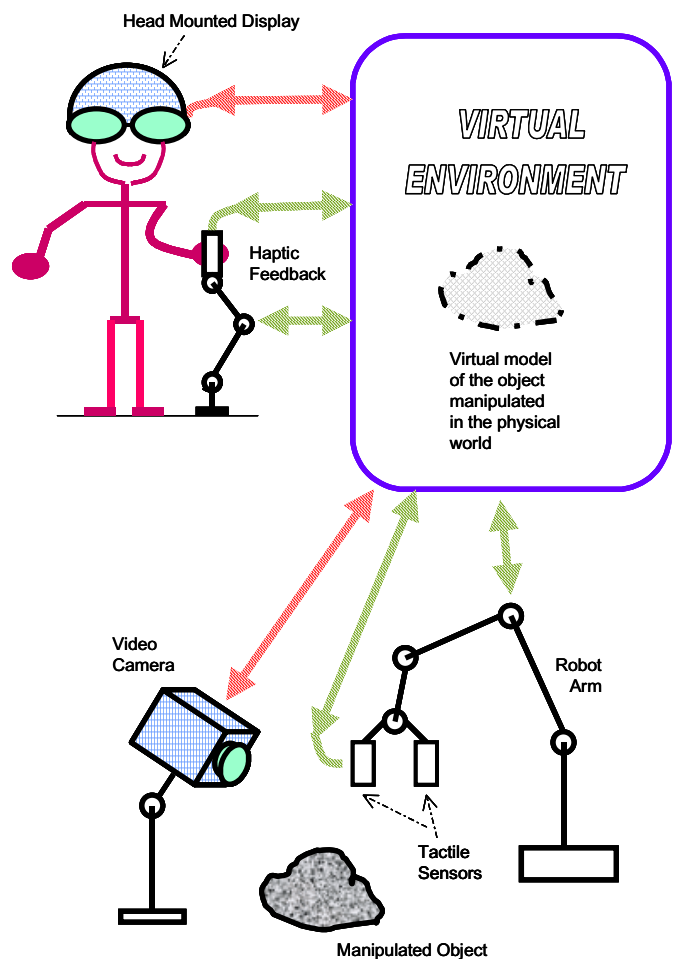 Head Mounted Display
VIRTUAL
ENVIRONMENT
Haptic
Feedback
Virtual model
of the object
manipulated
in the physical
world
Video
Camera
Robot
Arm
Tactile
Sensors
Manipulated Object